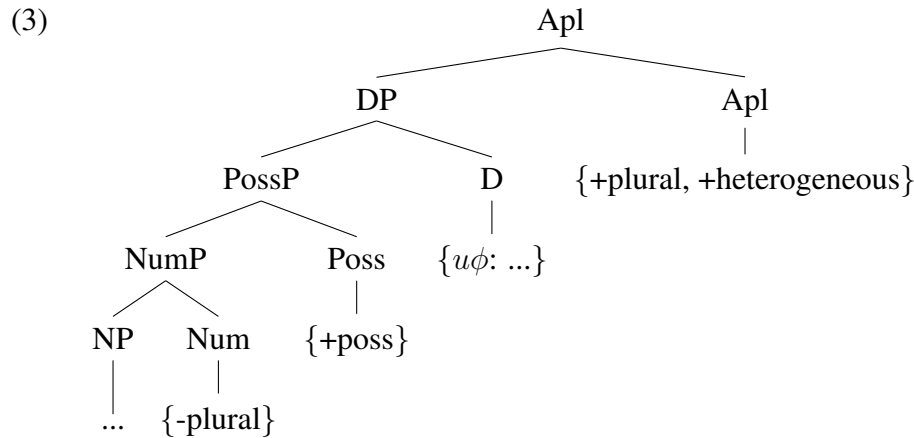 (3) Apl
DP Apl
PossP D {+plural, +heterogeneous}
NumP Poss {uϕ: ...}
NP Num {+poss}
... {-plural}